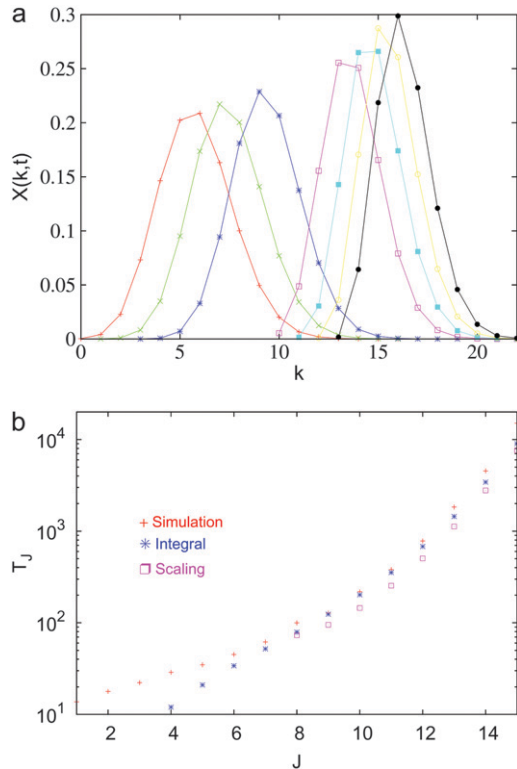 a
0.3
0.25
0.2
0.15
0.1
0.05
0
X(k,t)
0 5 10 15 20
k
b
10^4
10^3
10^2
10^1
T_J
+ Simulation
* Integral
Scaling
2 4 6 8 10 12 14
J